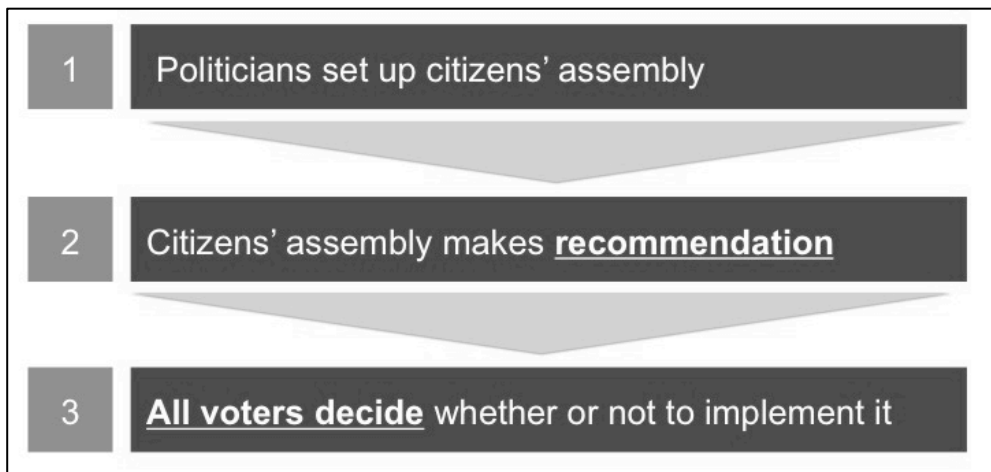 1
Politicians set up citizens’ assembly
2
Citizens’ assembly makes recommendation
3
All voters decide whether or not to implement it